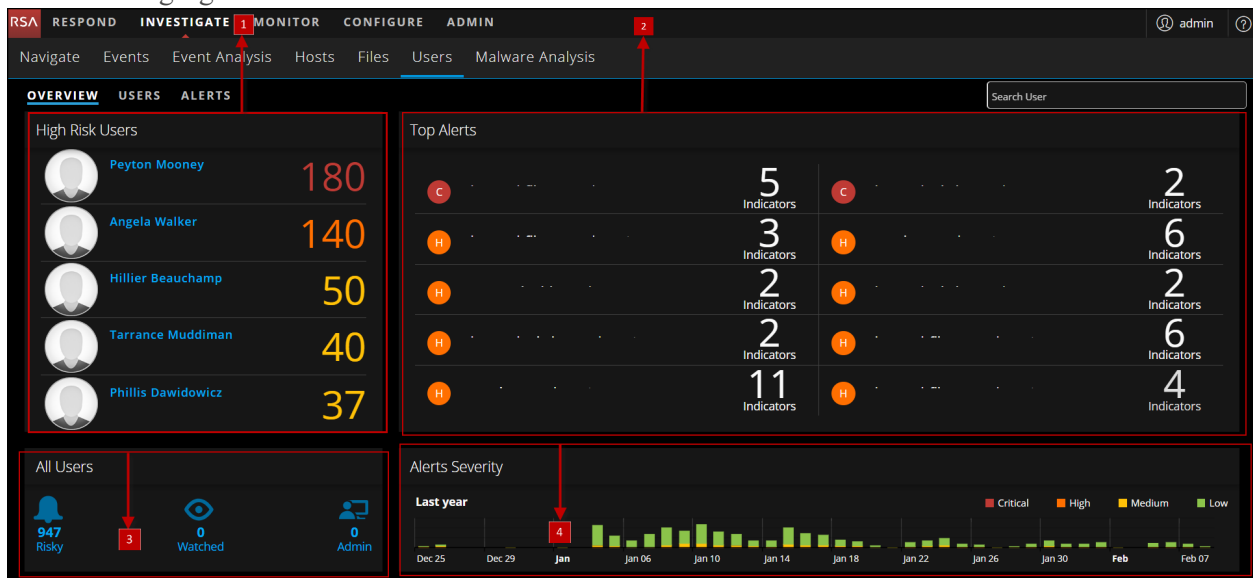 RSA RESPOND INVESTIGATE 1 MONITOR CONFIGURE ADMIN 2 admin ?
Navigate Events Event Analysis Hosts Files Users Malware Analysis
OVERVIEW USERS ALERTS Search User
High Risk Users
Peyton Mooney 180
Angela Walker 140
Hillier Beauchamp 50
Tarrance Muddiman 40
Phillis Dawidowicz 37
Top Alerts
C 5 Indicators C 2 Indicators
H 3 Indicators H 6 Indicators
H 2 Indicators H 2 Indicators
H 2 Indicators H 6 Indicators
H 11 Indicators H 4 Indicators
All Users
947 Risky 3 0 Watched 0 Admin
Alerts Severity
Last year Critical High Medium Low
4
Dec 25 Dec 29 Jan Jan 06 Jan 10 Jan 14 Jan 18 Jan 22 Jan 26 Jan 30 Feb Feb 07